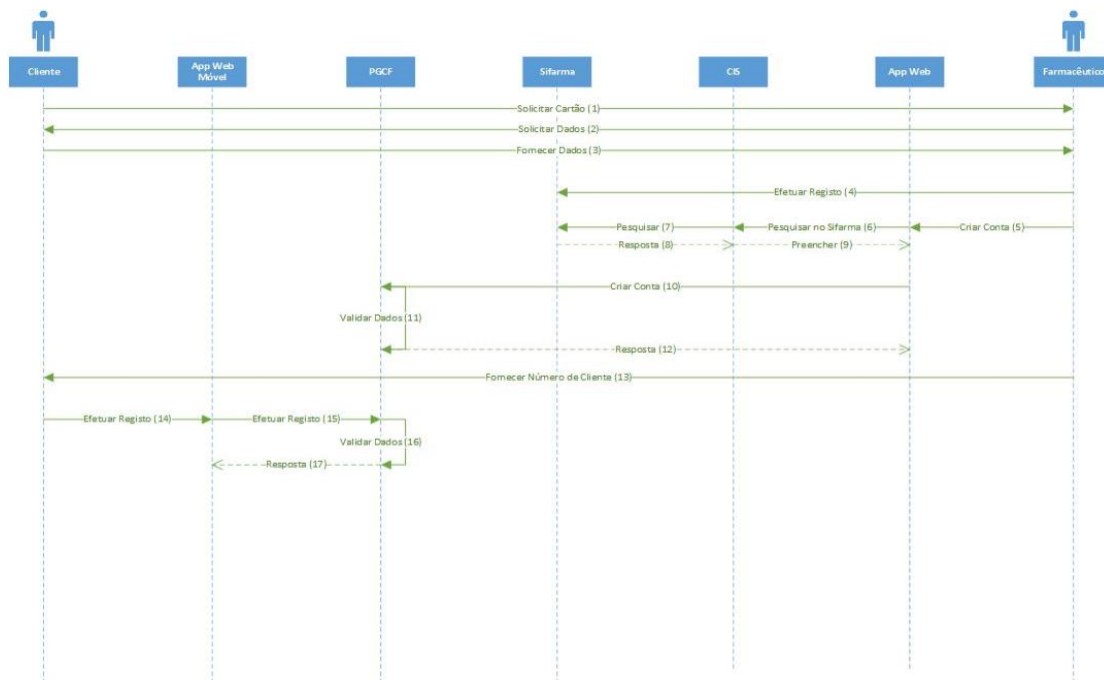 Cliente
App Web
Móvel
PGCF
Sifarma
CIS
App Web
Farmacêutico
Solicitar Cartão (1)
Solicitar Dados (2)
Fornecer Dados (3)
Efetuar Registo (4)
Pesquisar (7)
Pesquisar no Sifarma (6)
Criar Conta (5)
Resposta (8)
Preencher (9)
Criar Conta (10)
Validar Dados (11)
Resposta (12)
Fornecer Número de Cliente (13)
Efetuar Registo (14)
Efetuar Registo (15)
Validar Dados (16)
Resposta (17)